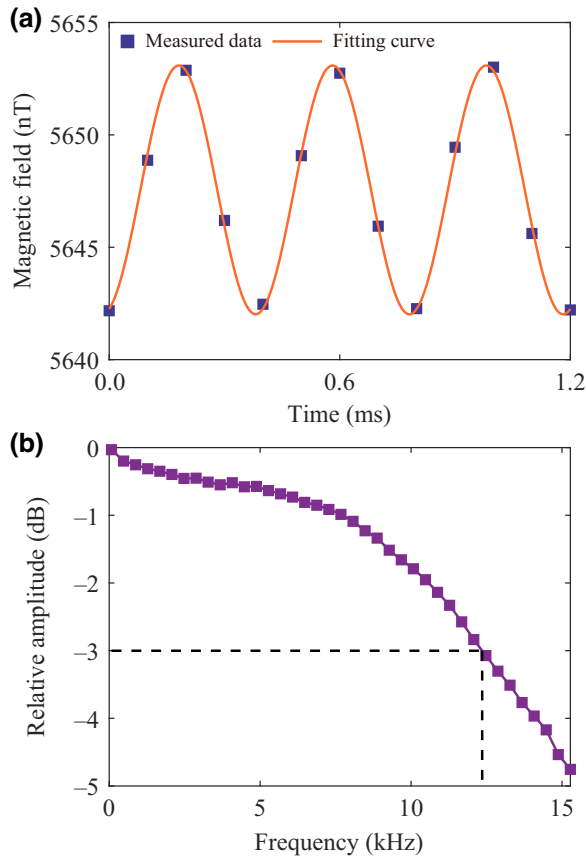 (a)
5655
Measured data Fitting curve
5650
5645
5640
Magnetic field (nT)
0.0 0.6 1.2
Time (ms)
(b)
0
−1
−2
−3
−4
−5
Relative amplitude (dB)
0 5 10 15
Frequency (kHz)